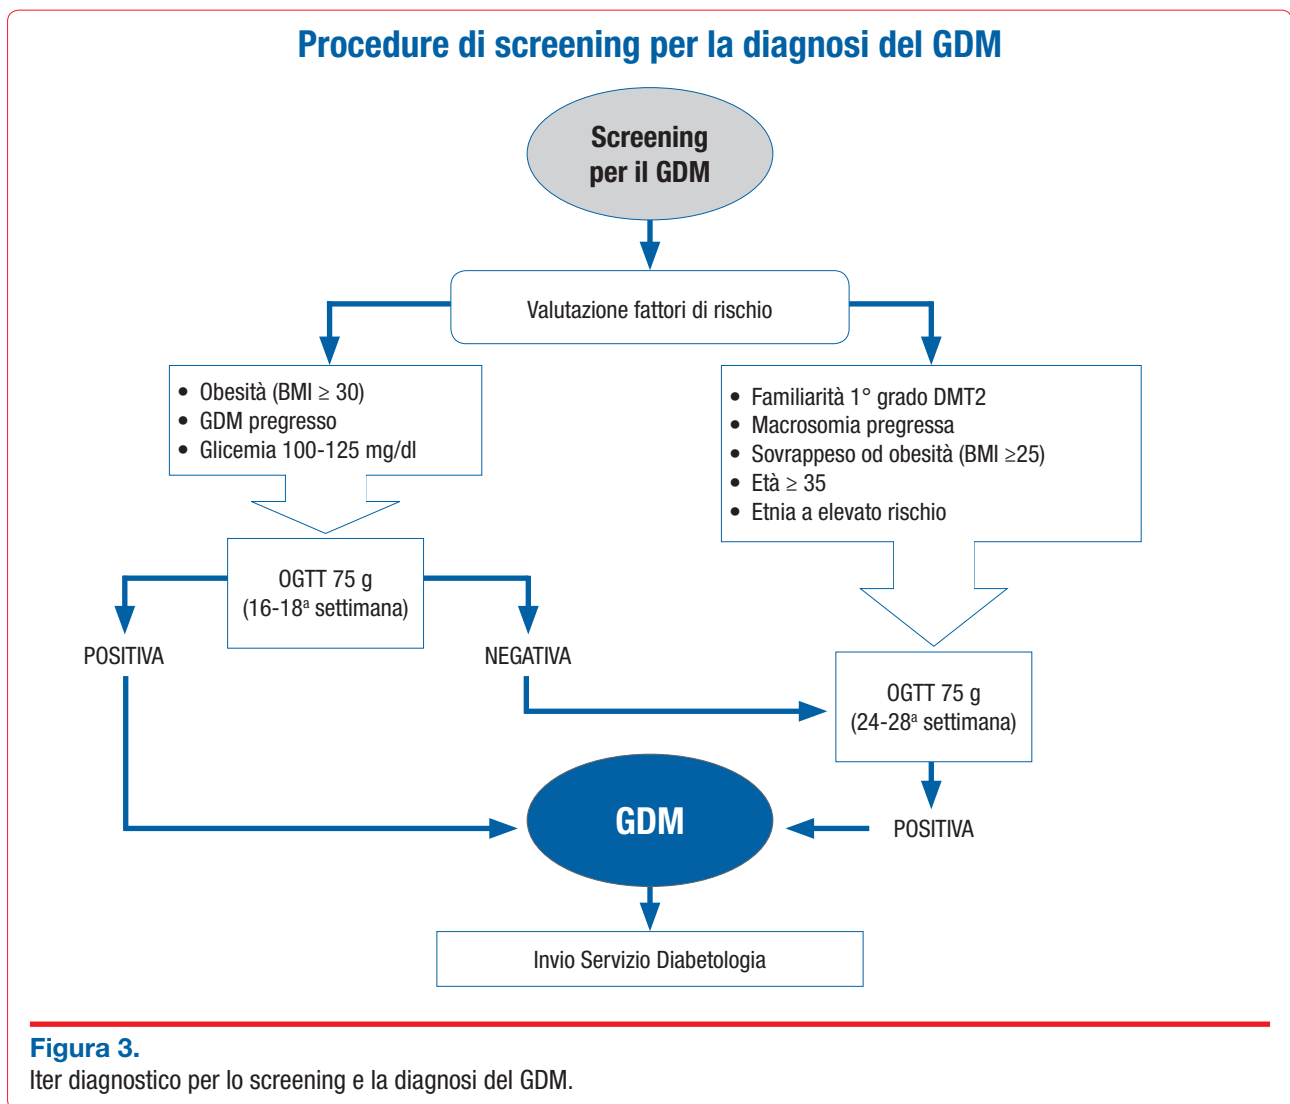 Procedure di screening per la diagnosi del GDM
Screening
per il GDM
Valutazione fattori di rischio
• Obesità (BMI ≥ 30)
• GDM pregresso
• Glicemia 100-125 mg/dl
• Familiarità 1° grado DMT2
• Macrosomia pregressa
• Sovrappeso od obesità (BMI ≥25)
• Età ≥ 35
• Etnia a elevato rischio
OGTT 75 g
(16-18ª settimana)
POSITIVA
NEGATIVA
OGTT 75 g
(24-28ª settimana)
GDM
POSITIVA
Invio Servizio Diabetologia
Figura 3.
Iter diagnostico per lo screening e la diagnosi del GDM.